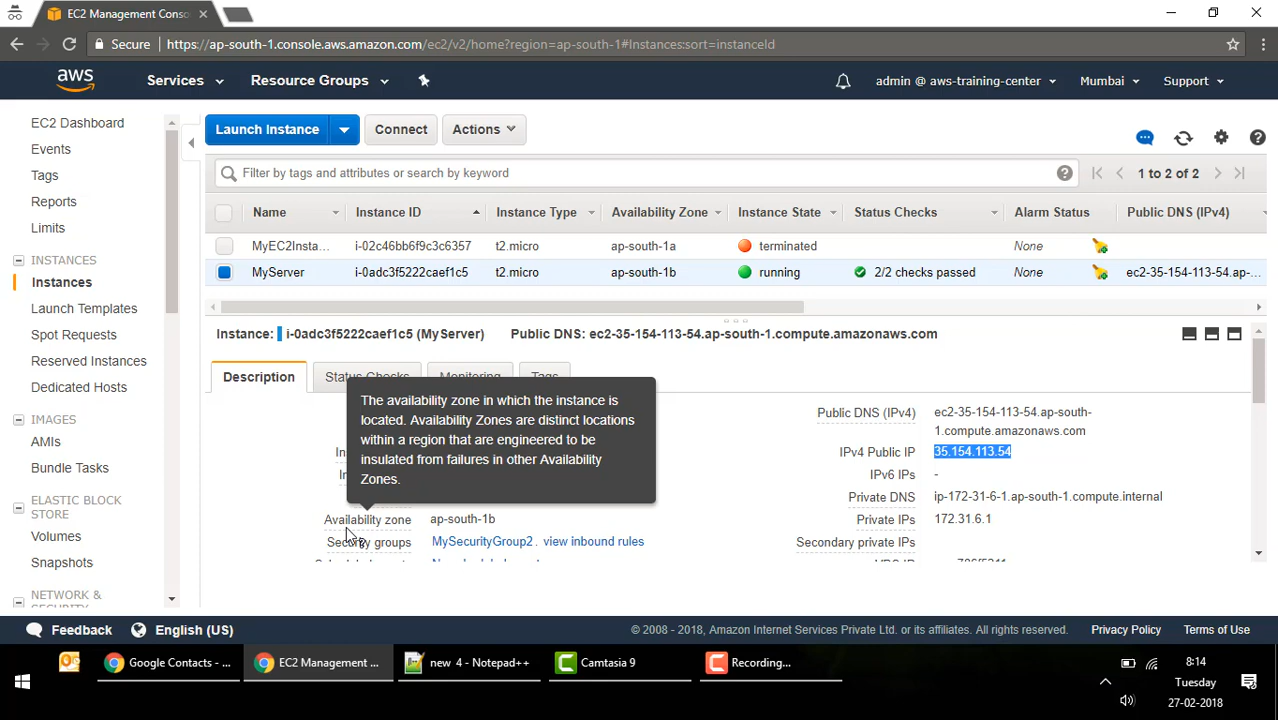 EC2 Management Conso
Secure
https://ap-south-1.console.aws.amazon.com/ec2/v2/home?region=ap-south-1#Instances:sort=instanceId
aws
Services
Resource Groups
admin @ aws-training-center
Mumbai
Support
EC2 Dashboard
Events
Tags
Reports
Limits
INSTANCES
Instances
Launch Templates
Spot Requests
Reserved Instances
Dedicated Hosts
IMAGES
AMIs
Bundle Tasks
ELASTIC BLOCK
STORE
Volumes
Snapshots
NETWORK &
SECURITY
Launch Instance
Connect
Actions
Filter by tags and attributes or search by keyword
1 to 2 of 2
Name
Instance ID
Instance Type
Availability Zone
Instance State
Status Checks
Alarm Status
Public DNS (IPv4)
MyEC2Insta...
i-02c46bb6f9c3c6357
t2.micro
ap-south-1a
terminated
None
MyServer
i-0adc3f5222caef1c5
t2.micro
ap-south-1b
running
2/2 checks passed
None
ec2-35-154-113-54.ap-...
Instance: i-0adc3f5222caef1c5 (MyServer)
Public DNS: ec2-35-154-113-54.ap-south-1.compute.amazonaws.com
Description
Status Checks
Monitoring
Tags
The availability zone in which the instance is
located. Availability Zones are distinct locations
within a region that are engineered to be
insulated from failures in other Availability
Zones.
Availability zone
ap-south-1b
Security groups
MySecurityGroup2 . view inbound rules
Public DNS (IPv4)
ec2-35-154-113-54.ap-south-
1.compute.amazonaws.com
IPv4 Public IP
35.154.113.54
IPv6 IPs
-
Private DNS
ip-172-31-6-1.ap-south-1.compute.internal
Private IPs
172.31.6.1
Secondary private IPs
Feedback
English (US)
© 2008 - 2018, Amazon Internet Services Private Ltd. or its affiliates. All rights reserved.
Privacy Policy
Terms of Use
Google Contacts - ...
EC2 Management ...
new 4 - Notepad++
Camtasia 9
Recording...
8:14
Tuesday
27-02-2018